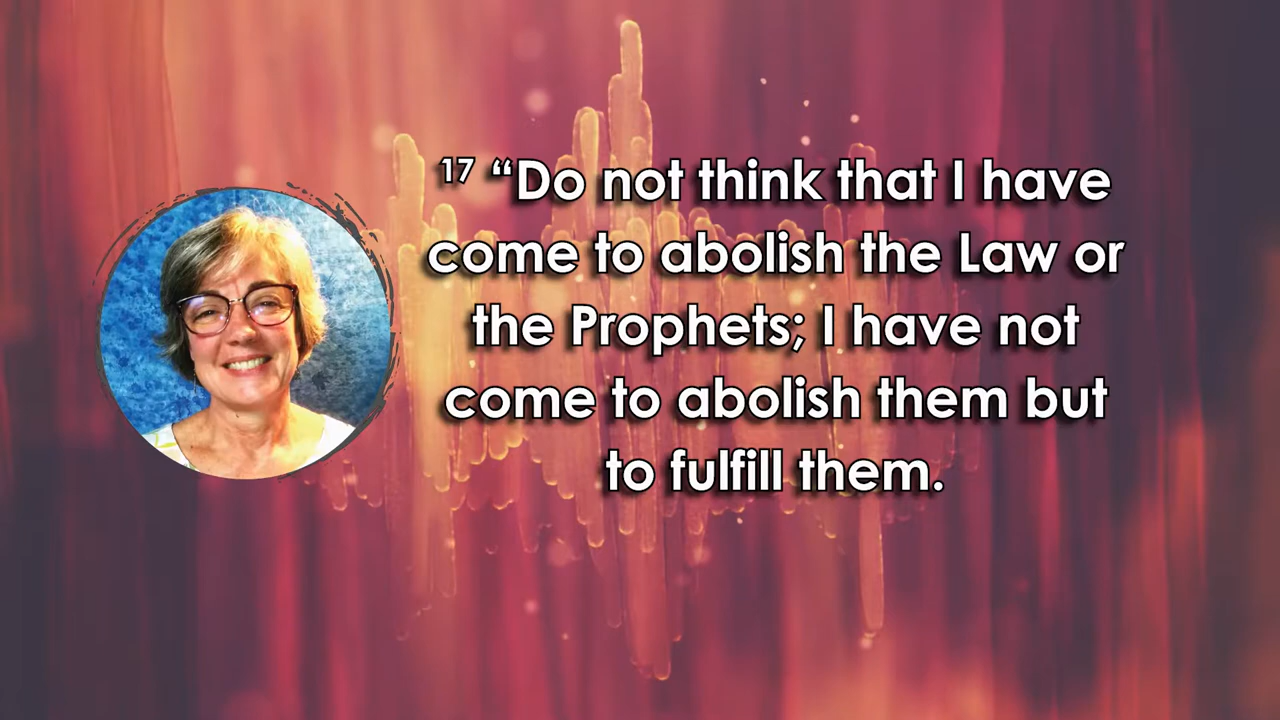 ¹⁷ “Do not think that I have
come to abolish the Law or
the Prophets; I have not
come to abolish them but
to fulfill them.